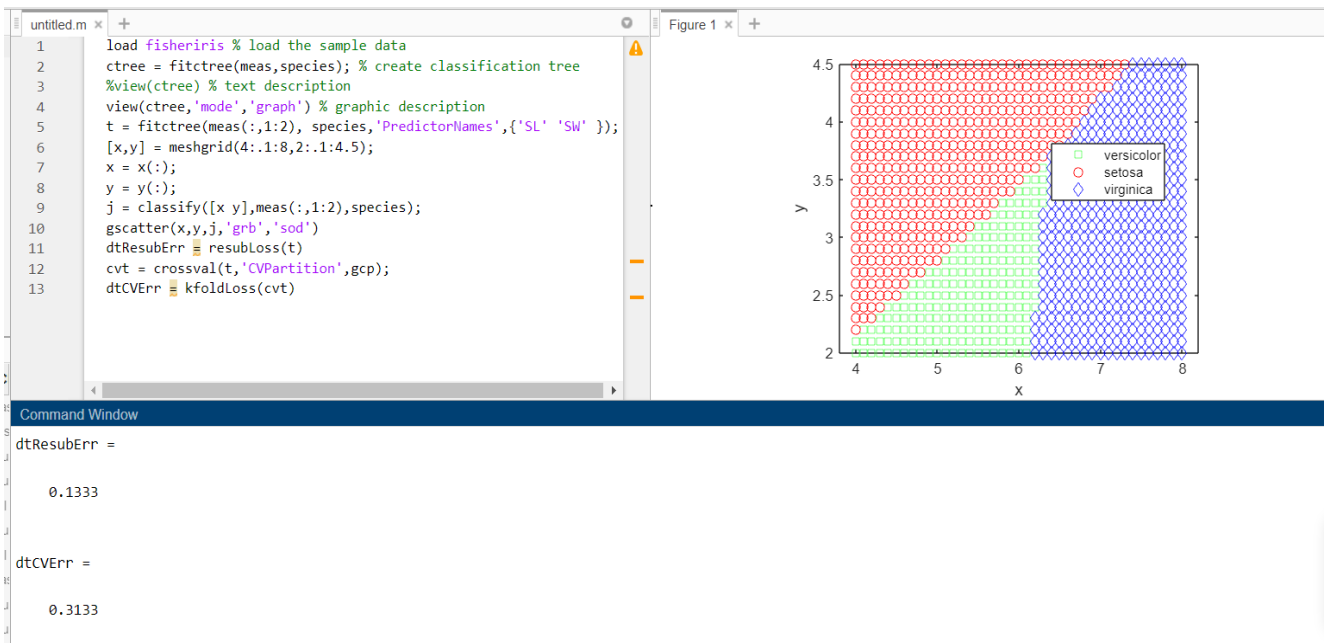 untitled.m × +
1 load fisheriris % load the sample data
2 ctree = fitctree(meas,species); % create classification tree
3 %view(ctree) % text description
4 view(ctree,'mode','graph') % graphic description
5 t = fitctree(meas(:,1:2), species,'PredictorNames',{'SL' 'SW' });
6 [x,y] = meshgrid(4:.1:8,2:.1:4.5);
7 x = x(:);
8 y = y(:);
9 j = classify([x y],meas(:,1:2),species);
10 gscatter(x,y,j,'grb','sod')
11 dtResubErr = resubLoss(t)
12 cvt = crossval(t,'CVPartition',gcp);
13 dtCVErr = kfoldLoss(cvt)
Figure 1 × +
4.5
4
3.5
3
2.5
2
y
4 5 6 7 8
x
versicolor
setosa
virginica
Command Window
dtResubErr =
0.1333
dtCVErr =
0.3133